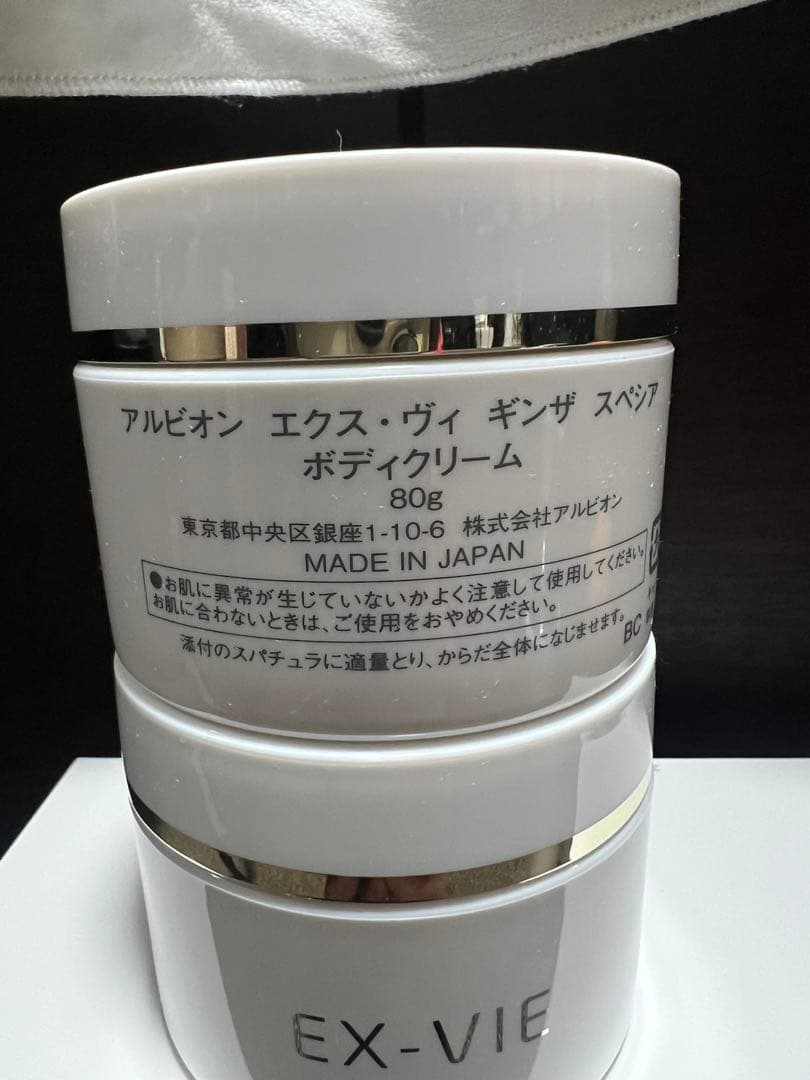 アルビオン エクス・ヴィ ギンザ スペシア
ボディクリーム
80g
東京都中央区銀座1-10-6 株式会社アルビオン
MADE IN JAPAN
●お肌に異常が生じていないかよく注意して使用してください。
お肌に合わないときは、ご使用をおやめください。
添付のスパチュラに適量とり、からだ全体になじませます。
BC
EX-VIE